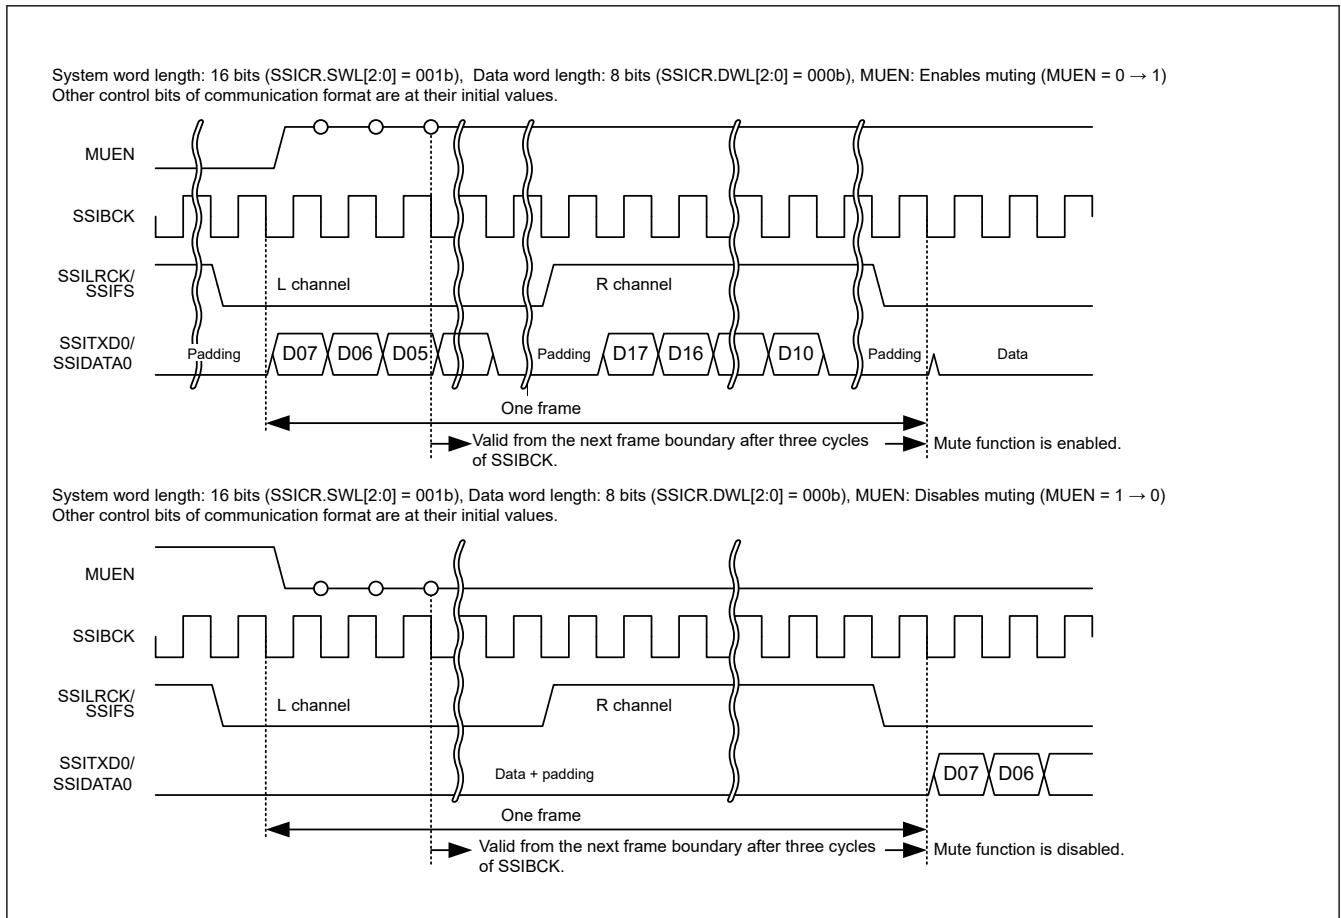 System word length: 16 bits (SSICR.SWL[2:0] = 001b), Data word length: 8 bits (SSICR.DWL[2:0] = 000b), MUEN: Enables muting (MUEN = 0 → 1)
Other control bits of communication format are at their initial values.
MUEN
SSIBCK
SSILRCK/
SSIFS
L channel
R channel
SSITXD0/
SSIDATA0
Padding
D07
D06
D05
Padding
D17
D16
D10
Padding
Data
One frame
Valid from the next frame boundary after three cycles
of SSIBCK.
Mute function is enabled.
System word length: 16 bits (SSICR.SWL[2:0] = 001b), Data word length: 8 bits (SSICR.DWL[2:0] = 000b), MUEN: Disables muting (MUEN = 1 → 0)
Other control bits of communication format are at their initial values.
MUEN
SSIBCK
SSILRCK/
SSIFS
L channel
R channel
SSITXD0/
SSIDATA0
Data + padding
D07
D06
One frame
Valid from the next frame boundary after three cycles
of SSIBCK.
Mute function is disabled.